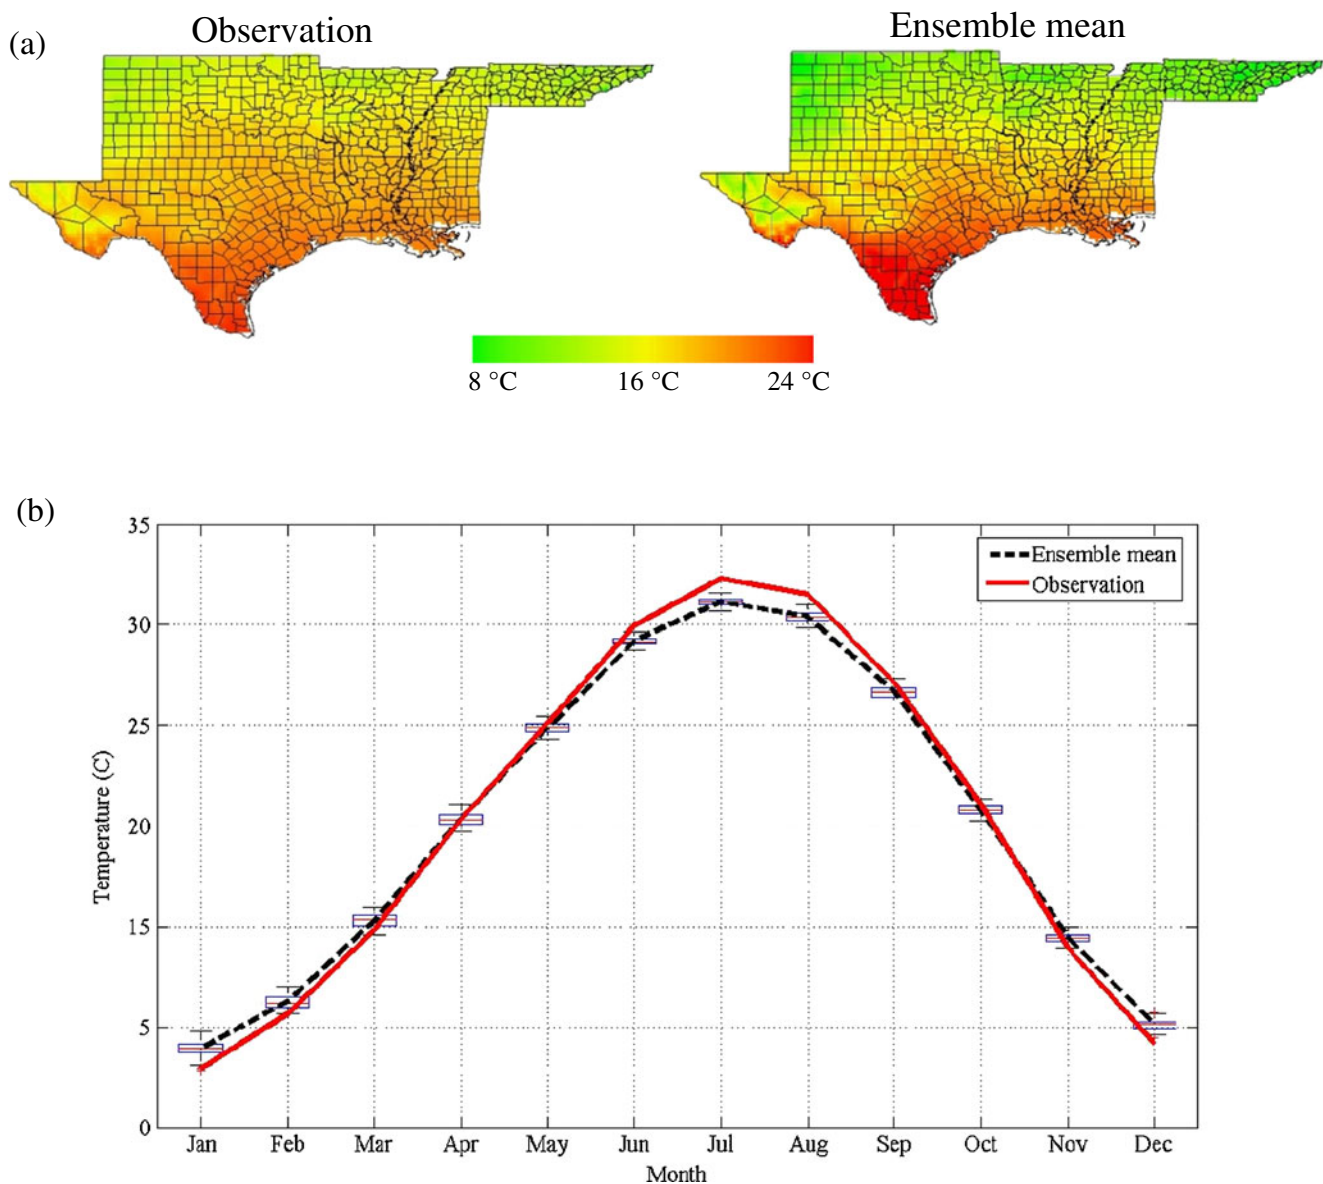 (a)
Observation
Ensemble mean
8 °C
16 °C
24 °C
(b)
35
30
25
20
15
5
0
Temperature (C)
Ensemble mean
Observation
Jan
Feb
Mar
Apr
May
Jun
Jul
Aug
Sep
Oct
Nov
Dec
Month